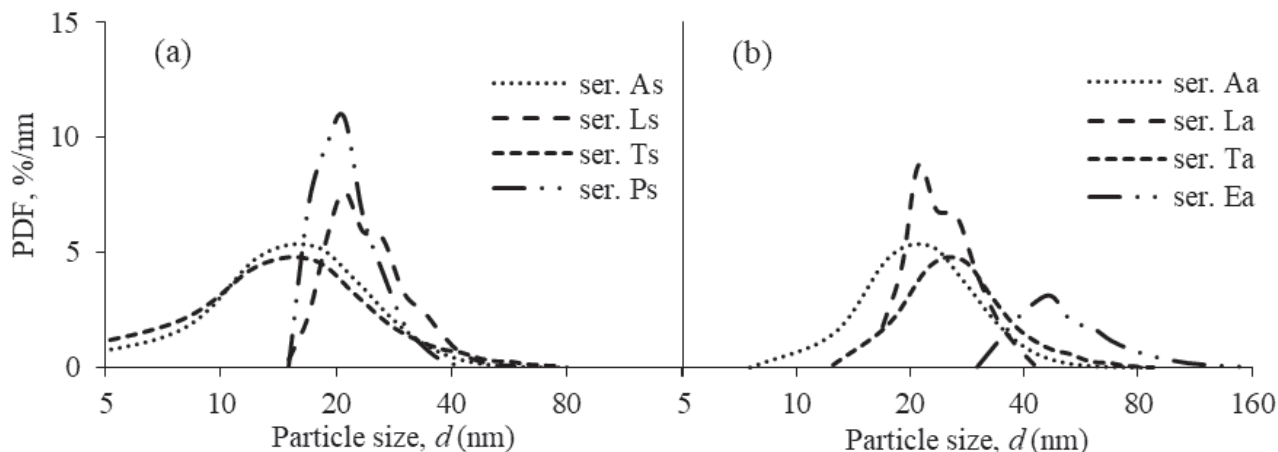 15
10
5
0
PDF, %/nm
(a)
ser. As
ser. Ls
ser. Ts
ser. Ps
5 10 20 40 80
Particle size, d (nm)
(b)
ser. Aa
ser. La
ser. Ta
ser. Ea
5 10 20 40 80 160
Particle size, d (nm)